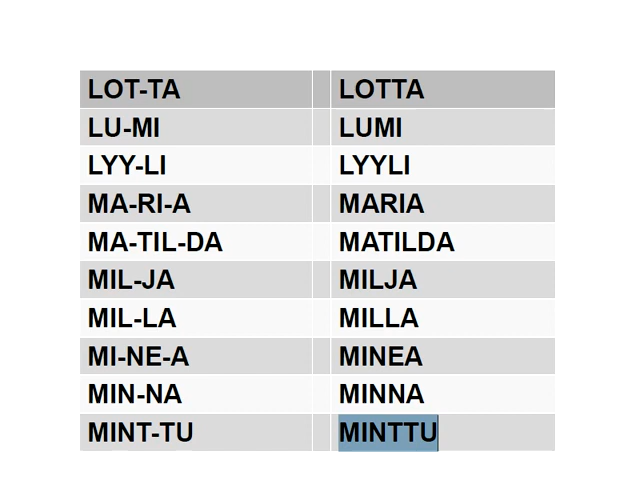 LOT-TA LOTTA
LU-MI LUMI
LYY-LI LYYLI
MA-RI-A MARIA
MA-TIL-DA MATILDA
MIL-JA MILJA
MIL-LA MILLA
MI-NE-A MINEA
MIN-NA MINNA
MINT-TU MINTTU